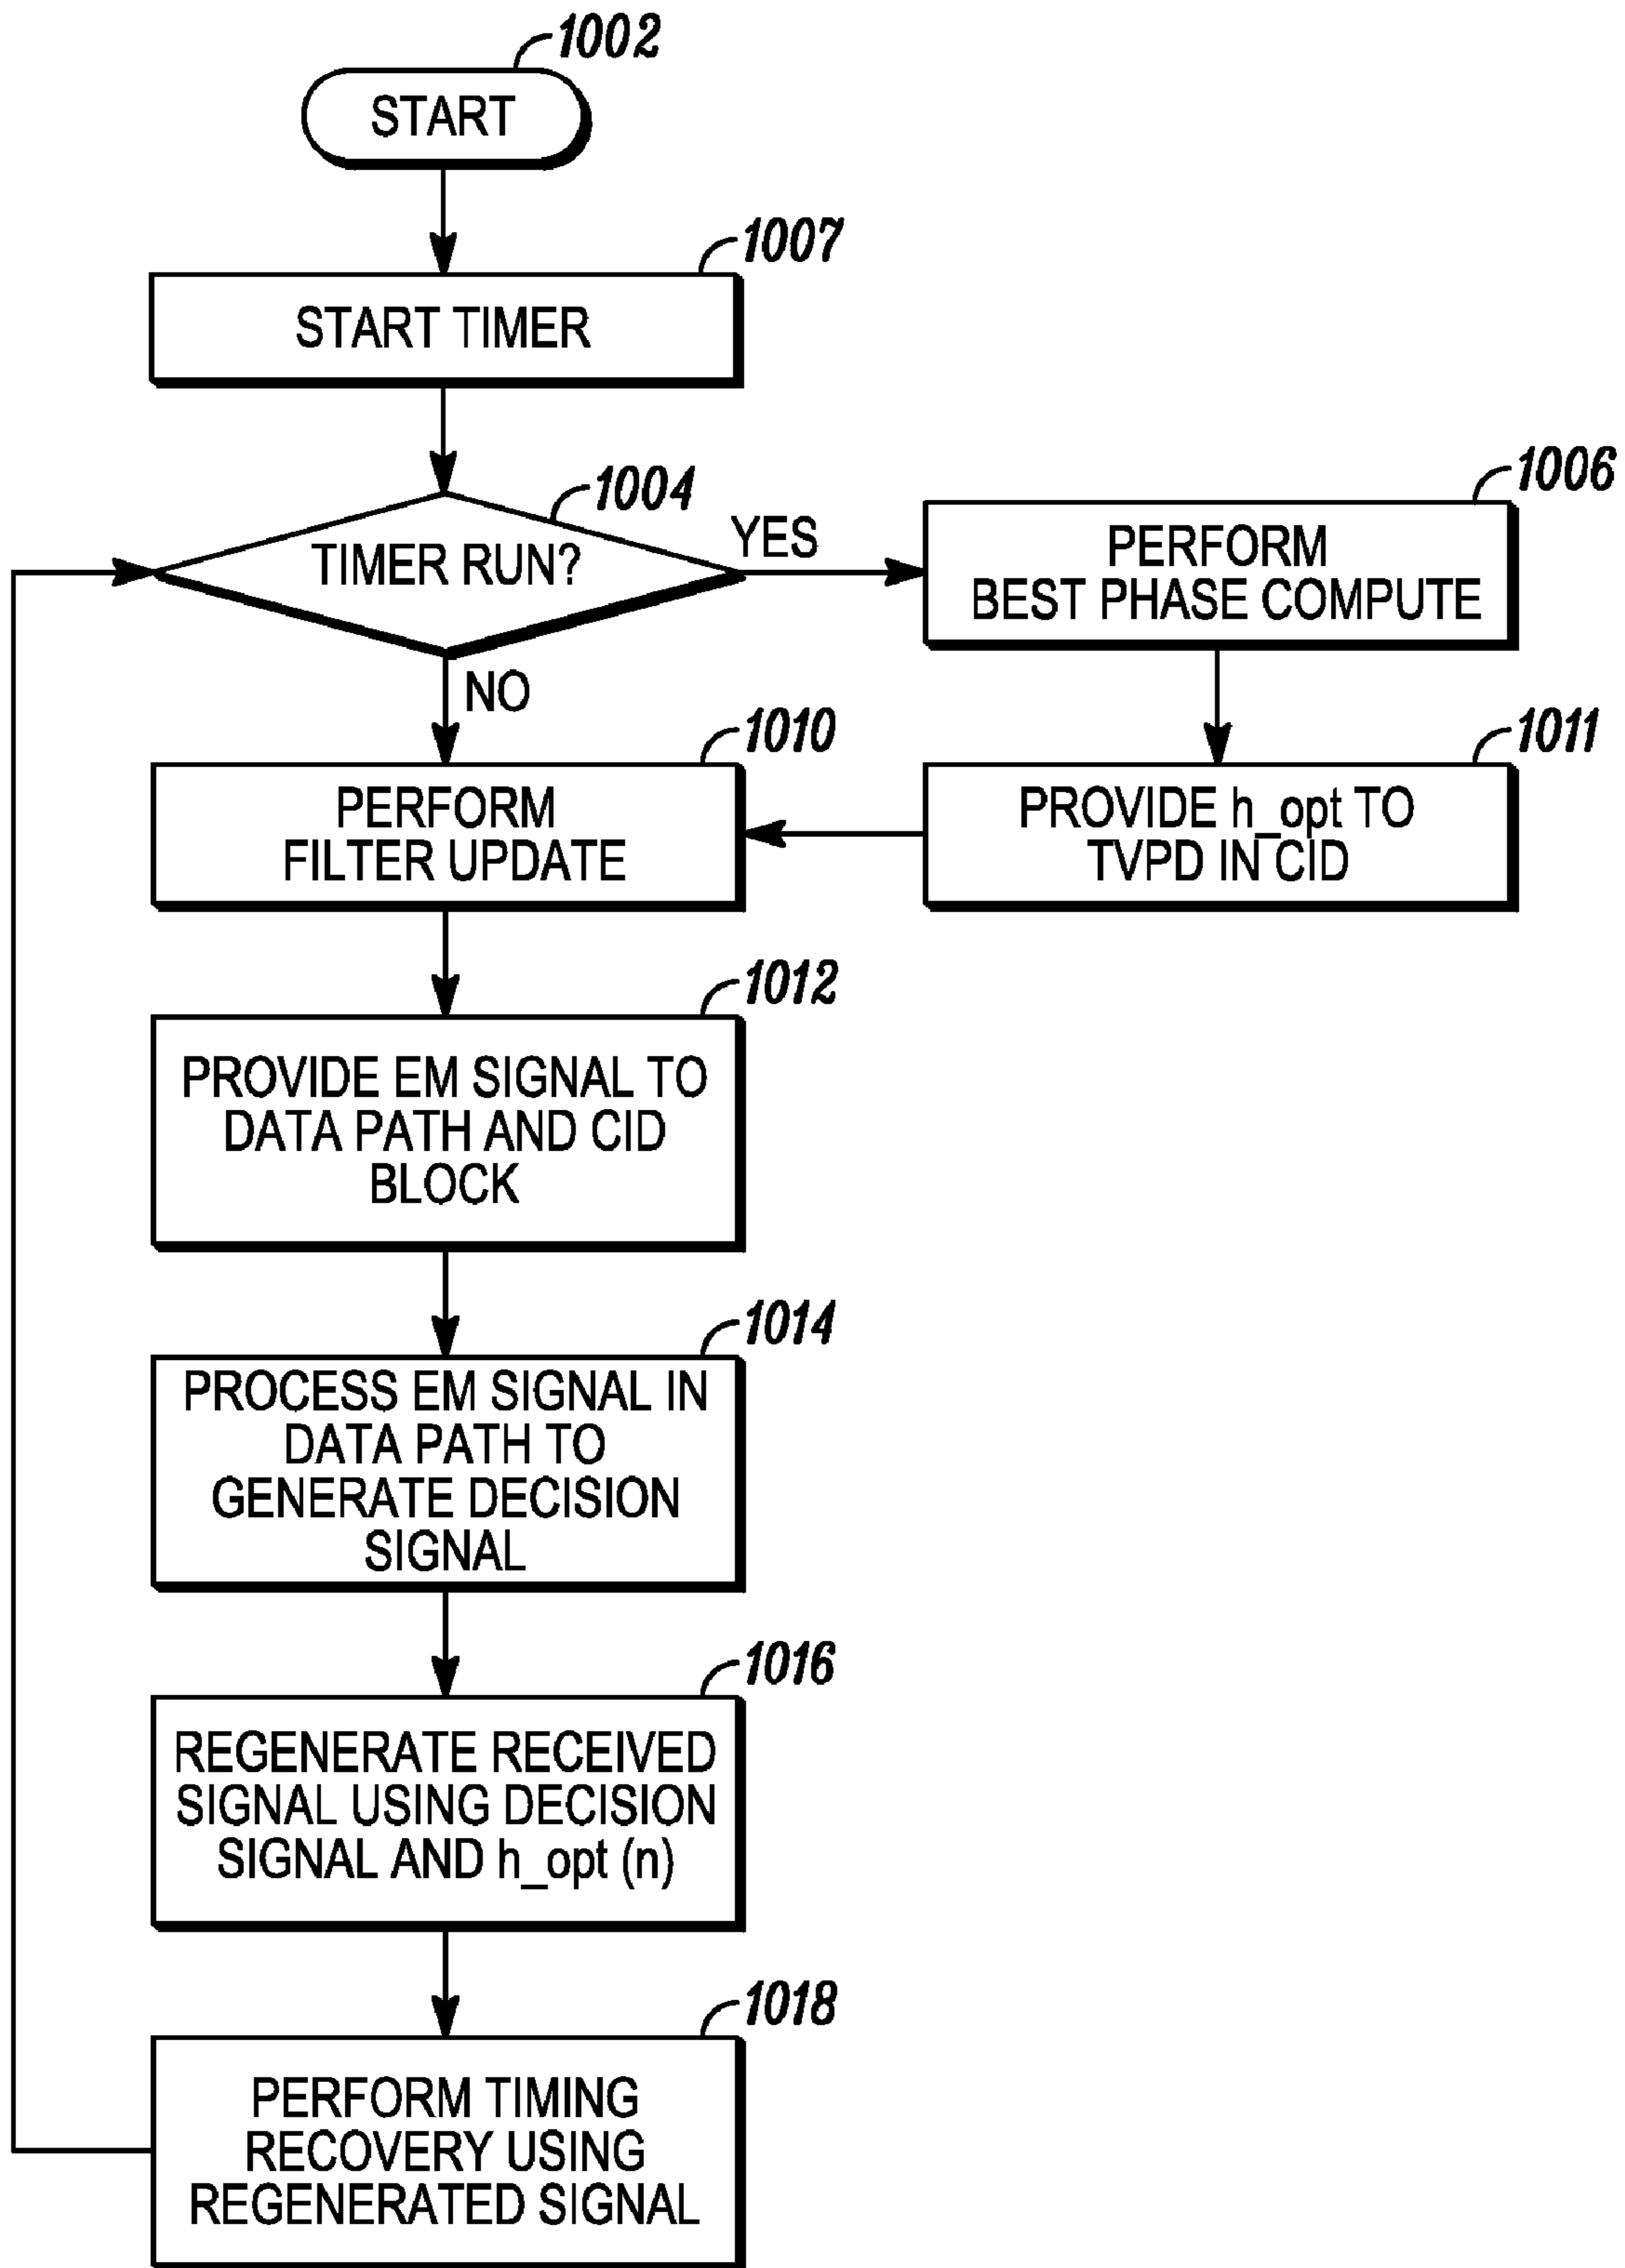 1002
START
1007
START TIMER
1004
TIMER RUN?
YES
NO
1006
PERFORM
BEST PHASE COMPUTE
1011
PROVIDE h_opt TO
TVPD IN CID
1010
PERFORM
FILTER UPDATE
1012
PROVIDE EM SIGNAL TO
DATA PATH AND CID
BLOCK
1014
PROCESS EM SIGNAL IN
DATA PATH TO
GENERATE DECISION
SIGNAL
1016
REGENERATE RECEIVED
SIGNAL USING DECISION
SIGNAL AND h_opt (n)
1018
PERFORM TIMING
RECOVERY USING
REGENERATED SIGNAL